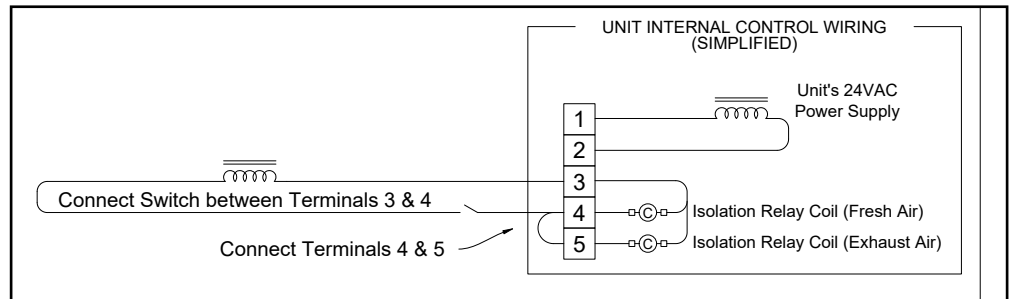 UNIT INTERNAL CONTROL WIRING
(SIMPLIFIED)
Unit's 24VAC
Power Supply
1
2
3
Connect Switch between Terminals 3 & 4
4
C
Isolation Relay Coil (Fresh Air)
Connect Terminals 4 & 5
5
C
Isolation Relay Coil (Exhaust Air)